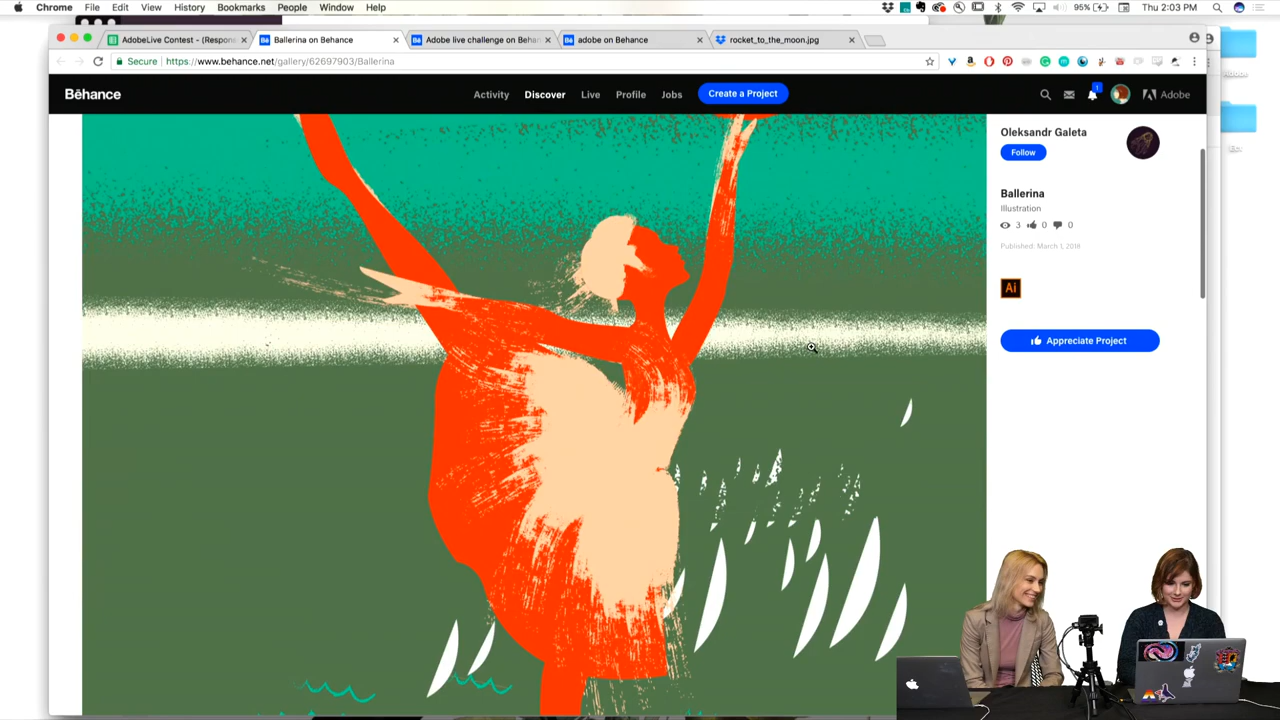 Chrome File Edit View History Bookmarks People Window Help 95% Thu 2:03 PM
AdobeLive Contest - (Respon Ballerina on Behance Adobe live challenge on Behan adobe on Behance rocket_to_the_moon.jpg
Secure https://www.behance.net/gallery/62697903/Ballerina
Bēhance Activity Discover Live Profile Jobs Create a Project 1 Adobe
Oleksandr Galeta
Follow
Ballerina
Illustration
3 0 0
Published: March 1, 2018
Ai
Appreciate Project